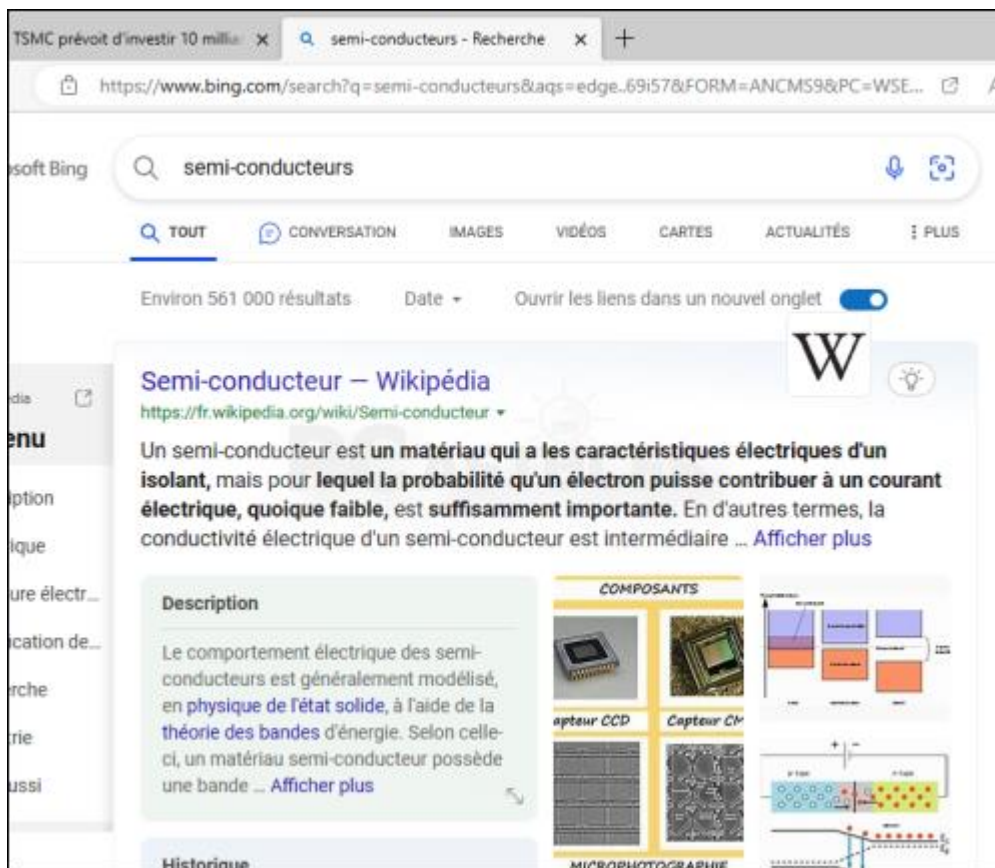 TSMC prévoit d'investir 10 millia
semi-conducteurs - Recherche
https://www.bing.com/search?q=semi-conducteurs&aqs=edge..69i57&FORM=ANCMS9&PC=WSE...
osoft Bing
semi-conducteurs
TOUT
CONVERSATION
IMAGES
VIDÉOS
CARTES
ACTUALITÉS
PLUS
Environ 561 000 résultats
Date
Ouvrir les liens dans un nouvel onglet
W
Semi-conducteur — Wikipédia
https://fr.wikipedia.org/wiki/Semi-conducteur
Un semi-conducteur est un matériau qui a les caractéristiques électriques d'un
isolant, mais pour lequel la probabilité qu'un électron puisse contribuer à un courant
électrique, quoique faible, est suffisamment importante. En d'autres termes, la
conductivité électrique d'un semi-conducteur est intermédiaire ... Afficher plus
édia
enu
iption
ique
ure électr...
ication de...
erche
trie
ussi
Description
Le comportement électrique des semi-
conducteurs est généralement modélisé,
en physique de l'état solide, à l'aide de la
théorie des bandes d'énergie. Selon celle-
ci, un matériau semi-conducteur possède
une bande ... Afficher plus
Historique
COMPOSANTS
apteur CCD
Capteur CM
MICROPHOTOGRAPHIE